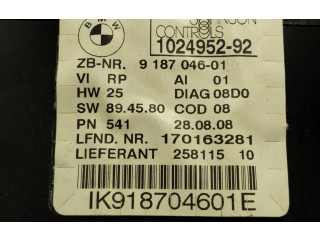 JOHNSON
CONTROLS
1024952-92
ZB-NR. 9 187 046-01
VI RP AI 01
HW 25 DIAG 08D0
SW 89.45.80 COD 08
PN 541 28.08.08
LFND. NR. 170163281
LIEFERANT 258115 10
IK918704601E